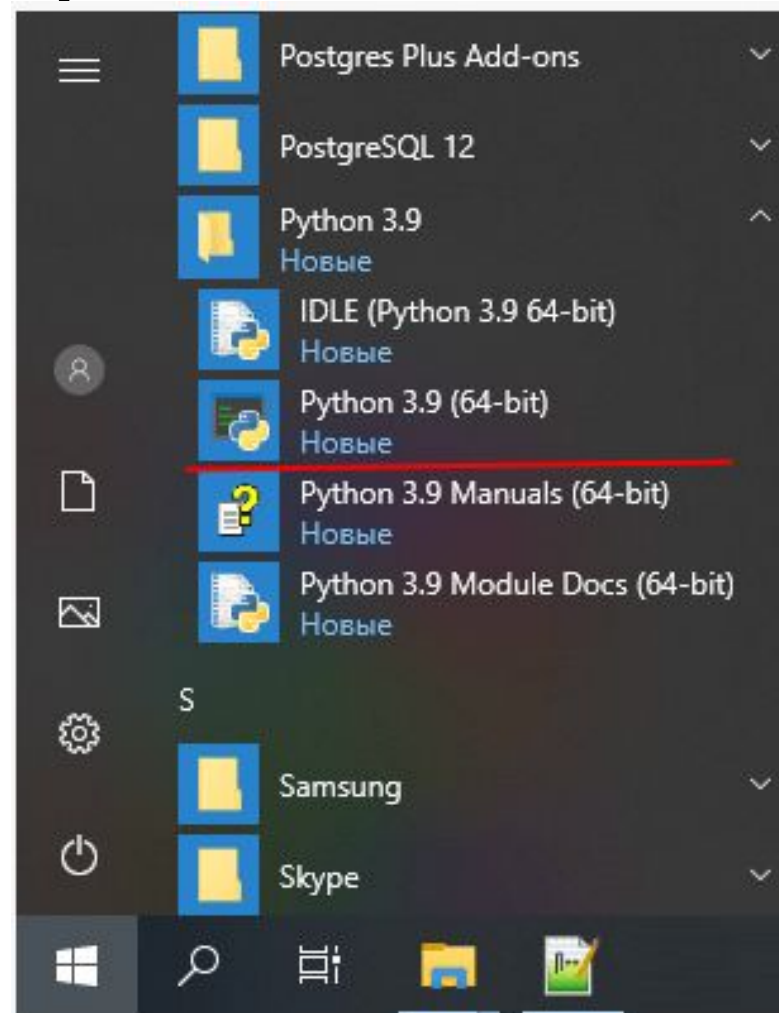 Postgres Plus Add-ons
PostgreSQL 12
Python 3.9
Новые
IDLE (Python 3.9 64-bit)
Новые
Python 3.9 (64-bit)
Новые
Python 3.9 Manuals (64-bit)
Новые
Python 3.9 Module Docs (64-bit)
Новые
S
Samsung
Skype